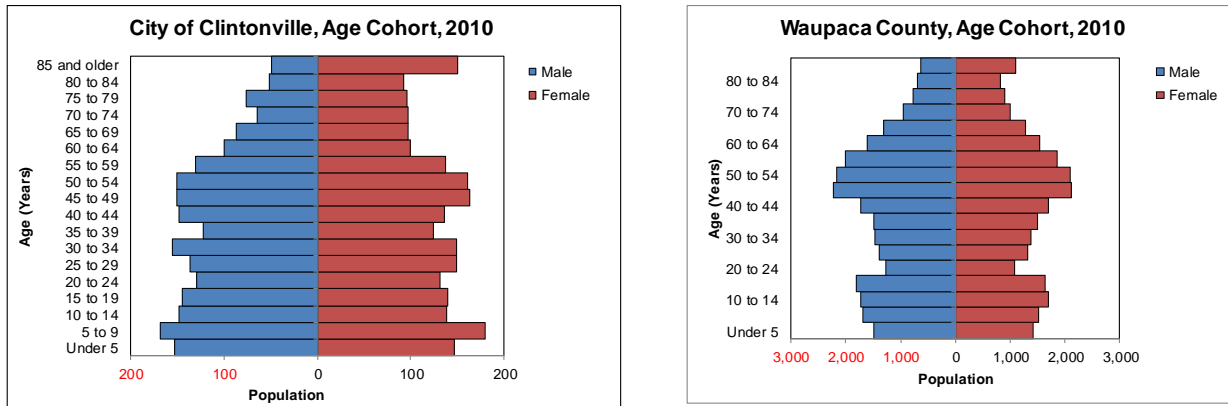 City of Clintonville, Age Cohort, 2010
85 and older
80 to 84
75 to 79
70 to 74
65 to 69
60 to 64
55 to 59
50 to 54
45 to 49
40 to 44
35 to 39
30 to 34
25 to 29
20 to 24
15 to 19
10 to 14
5 to 9
Under 5
Age (Years)
200 100 0 100 200
Population
Male
Female
Waupaca County, Age Cohort, 2010
80 to 84
70 to 74
60 to 64
50 to 54
40 to 44
30 to 34
20 to 24
10 to 14
Under 5
Age (Years)
3,000 2,000 1,000 0 1,000 2,000 3,000
Population
Male
Female